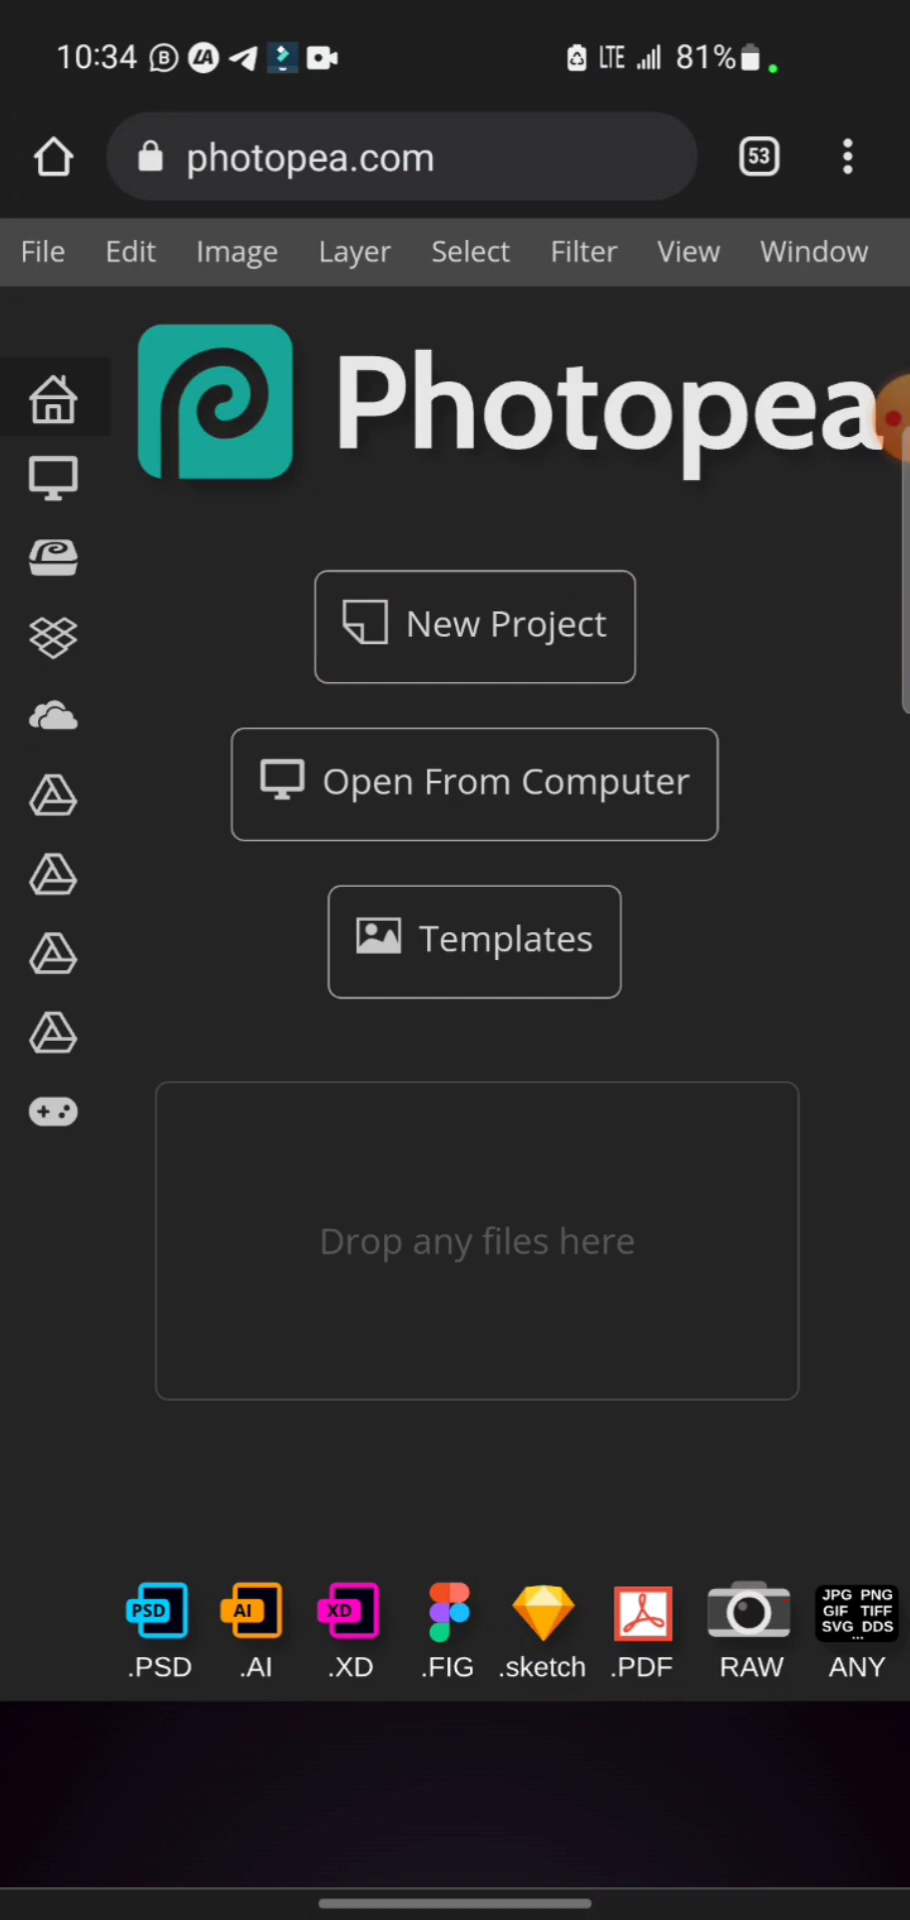 10:34 LTE 81%
photopea.com 53
File Edit Image Layer Select Filter View Window
Photopea
New Project
Open From Computer
Templates
Drop any files here
PSD AI XD JPG PNG
GIF TIFF
SVG DDS
...
.PSD .AI .XD .FIG .sketch .PDF RAW ANY